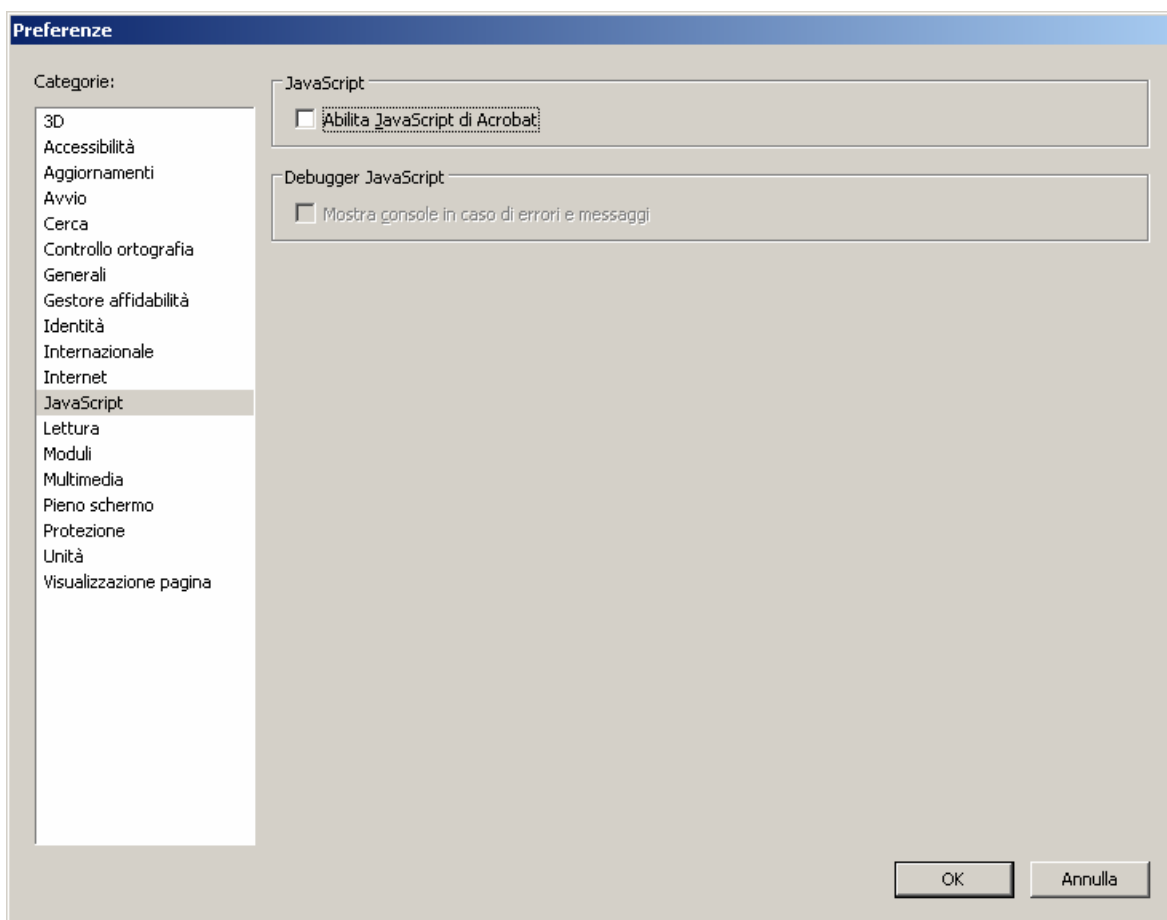 Preferenze
Categorie:
3D
Accessibilità
Aggiornamenti
Avvio
Cerca
Controllo ortografia
Generali
Gestore affidabilità
Identità
Internazionale
Internet
JavaScript
Lettura
Moduli
Multimedia
Pieno schermo
Protezione
Unità
Visualizzazione pagina
JavaScript
Abilita JavaScript di Acrobat
Debugger JavaScript
Mostra console in caso di errori e messaggi
OK
Annulla